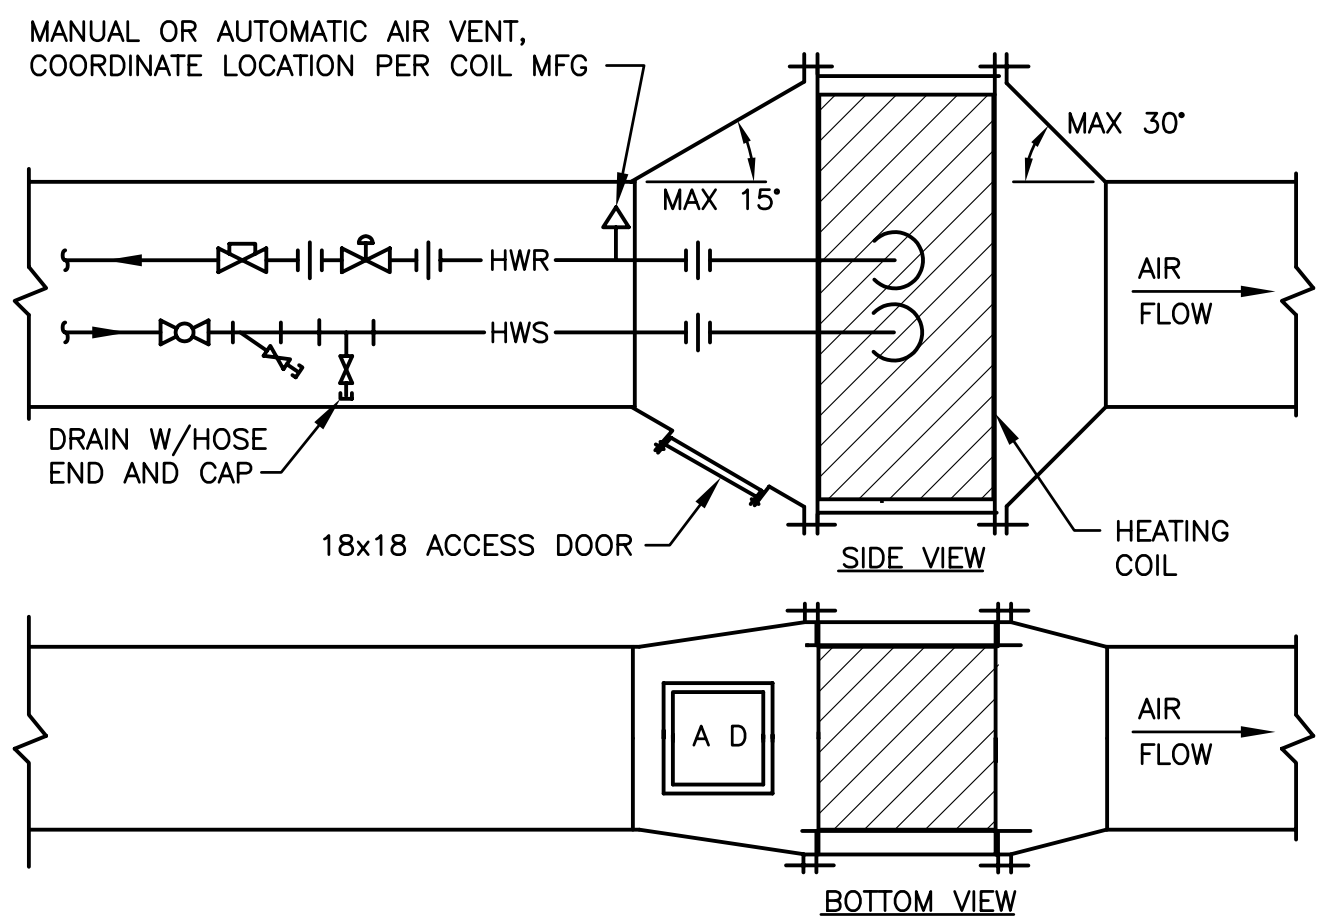 MANUAL OR AUTOMATIC AIR VENT,
COORDINATE LOCATION PER COIL MFG
MAX 30°
MAX 15°
HWR
AIR
FLOW
HWS
DRAIN W/HOSE
END AND CAP
18x18 ACCESS DOOR
HEATING
COIL
SIDE VIEW
A D
AIR
FLOW
BOTTOM VIEW